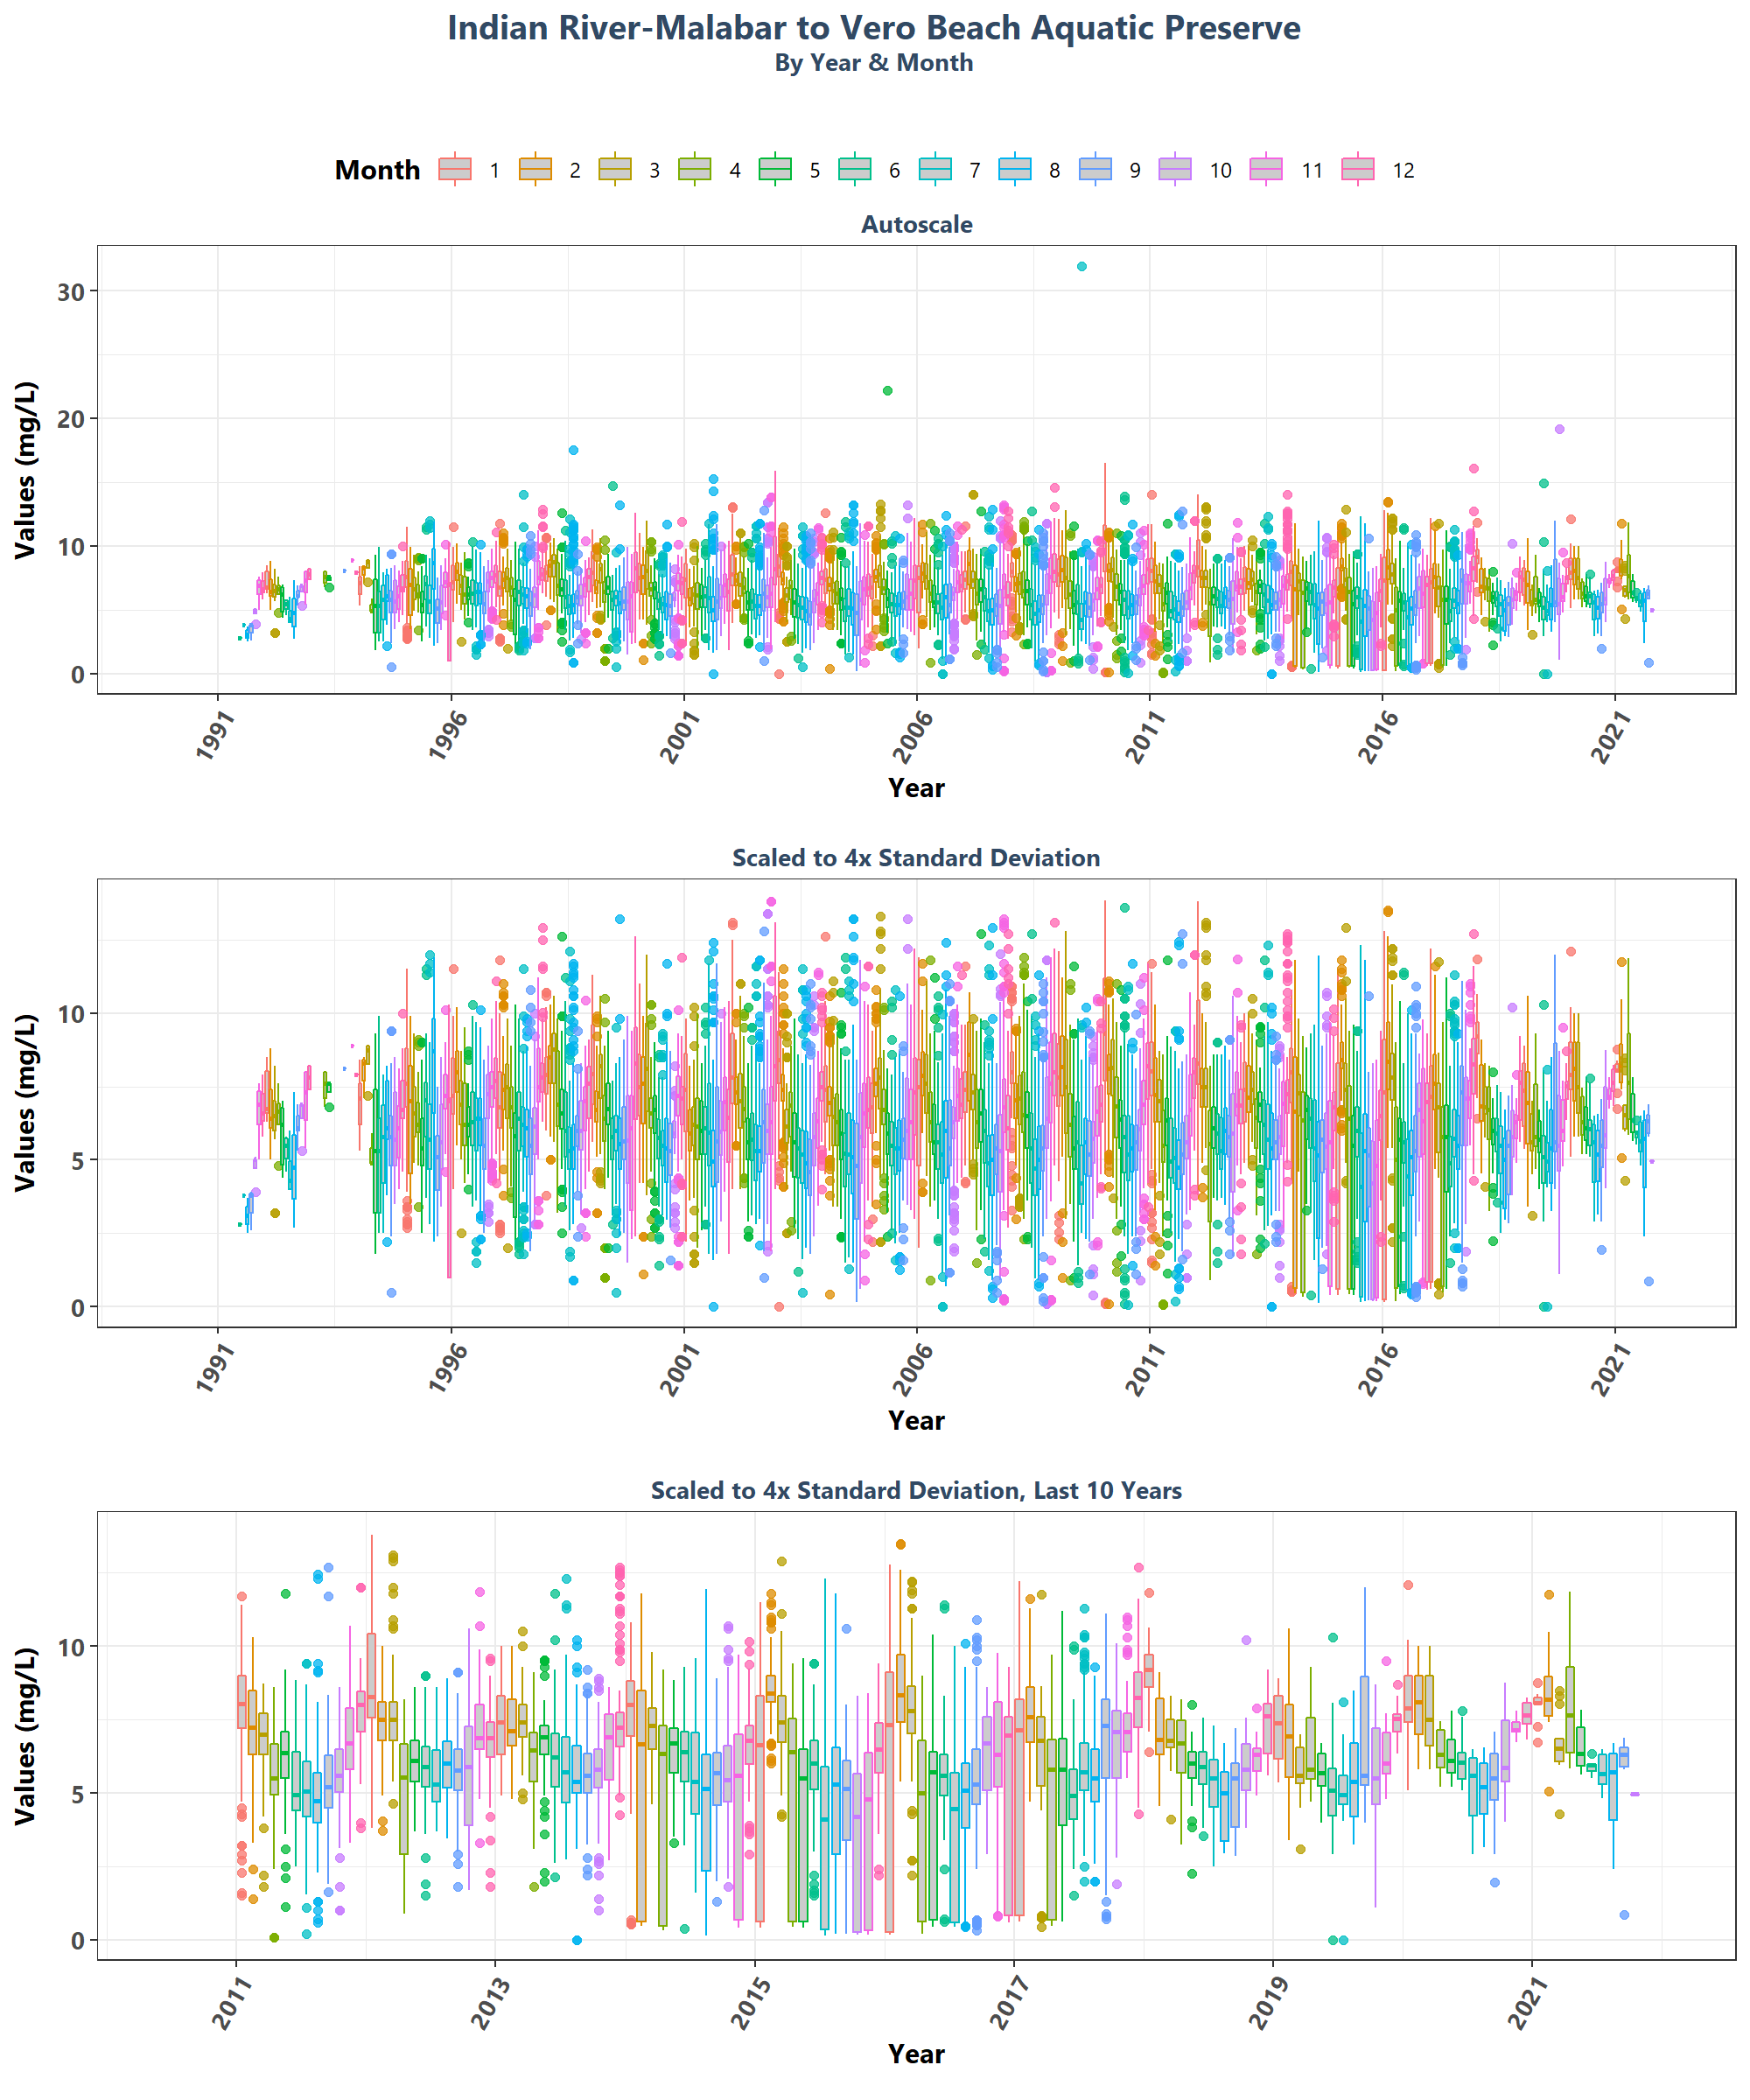 Indian River-Malabar to Vero Beach Aquatic Preserve
By Year & Month
Month 1 2 3 4 5 6 7 8 9 10 11 12
Autoscale
Values (mg/L)
30
20
10
0
1991 1996 2001 2006 2011 2016 2021
Year
Scaled to 4x Standard Deviation
Values (mg/L)
10
5
0
1991 1996 2001 2006 2011 2016 2021
Year
Scaled to 4x Standard Deviation, Last 10 Years
Values (mg/L)
10
5
0
2011 2013 2015 2017 2019 2021
Year